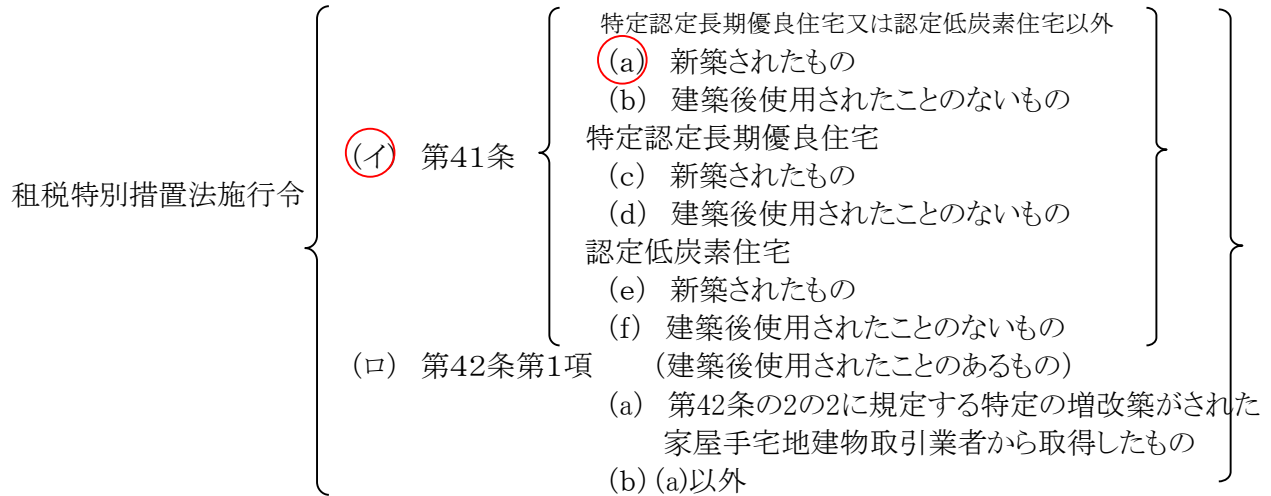 特定認定長期優良住宅又は認定低炭素住宅以外
(a) 新築されたもの
(b) 建築後使用されたことのないもの
(イ) 第41条
特定認定長期優良住宅
(c) 新築されたもの
租税特別措置法施行令
(d) 建築後使用されたことのないもの
認定低炭素住宅
(e) 新築されたもの
(f) 建築後使用されたことのないもの
(ロ) 第42条第1項 (建築後使用されたことのあるもの)
(a) 第42条の2の2に規定する特定の増改築がされた
家屋手宅地建物取引業者から取得したもの
(b) (a)以外